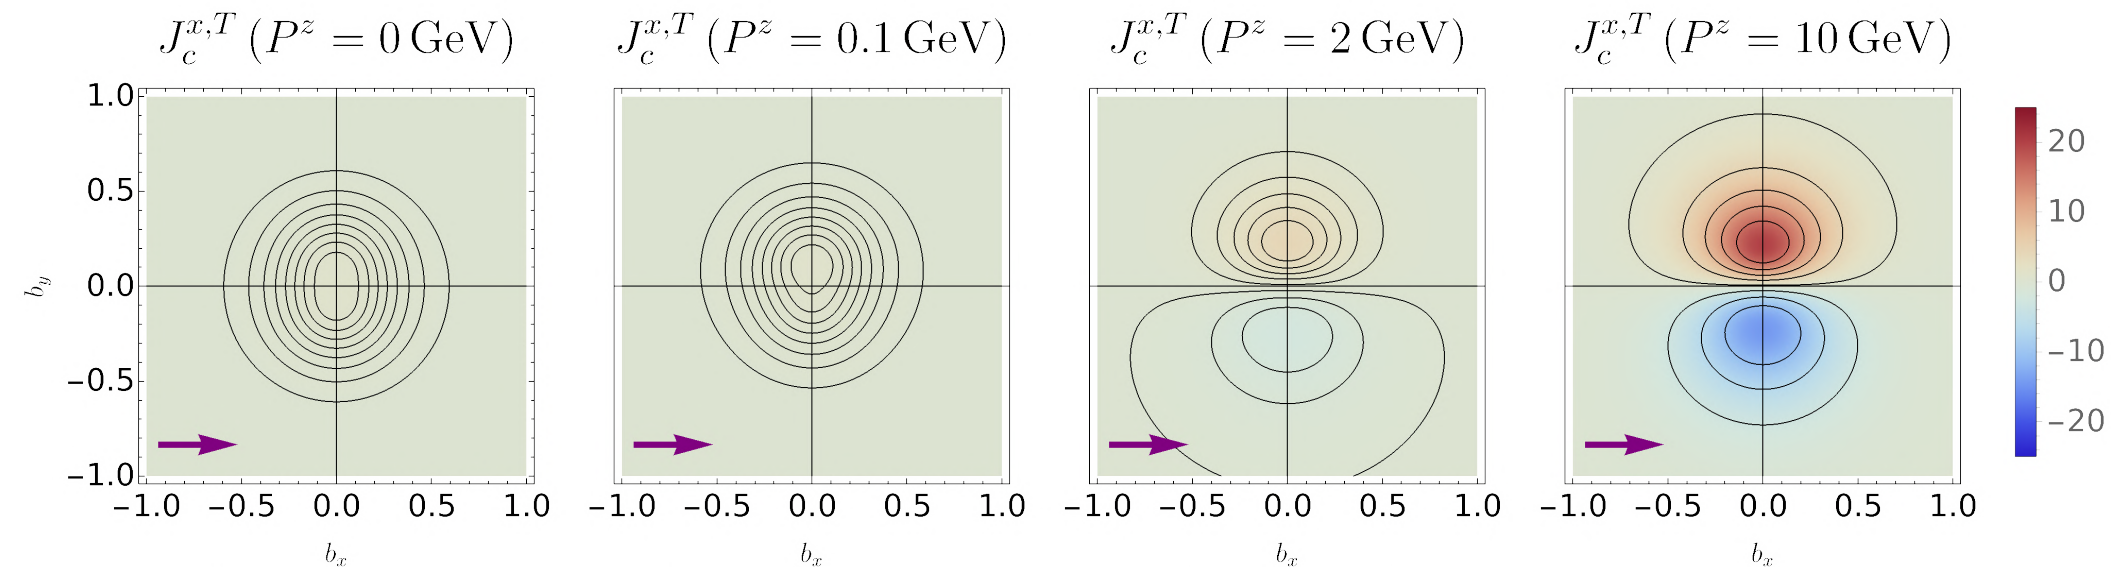 J_c^{x,T} (P^z = 0 GeV)
J_c^{x,T} (P^z = 0.1 GeV)
J_c^{x,T} (P^z = 2 GeV)
J_c^{x,T} (P^z = 10 GeV)
1.0
0.5
0.0
−0.5
−1.0
b_y
−1.0 −0.5 0.0 0.5 1.0
b_x
−1.0 −0.5 0.0 0.5 1.0
b_x
−1.0 −0.5 0.0 0.5 1.0
b_x
−1.0 −0.5 0.0 0.5 1.0
b_x
20
10
0
−10
−20